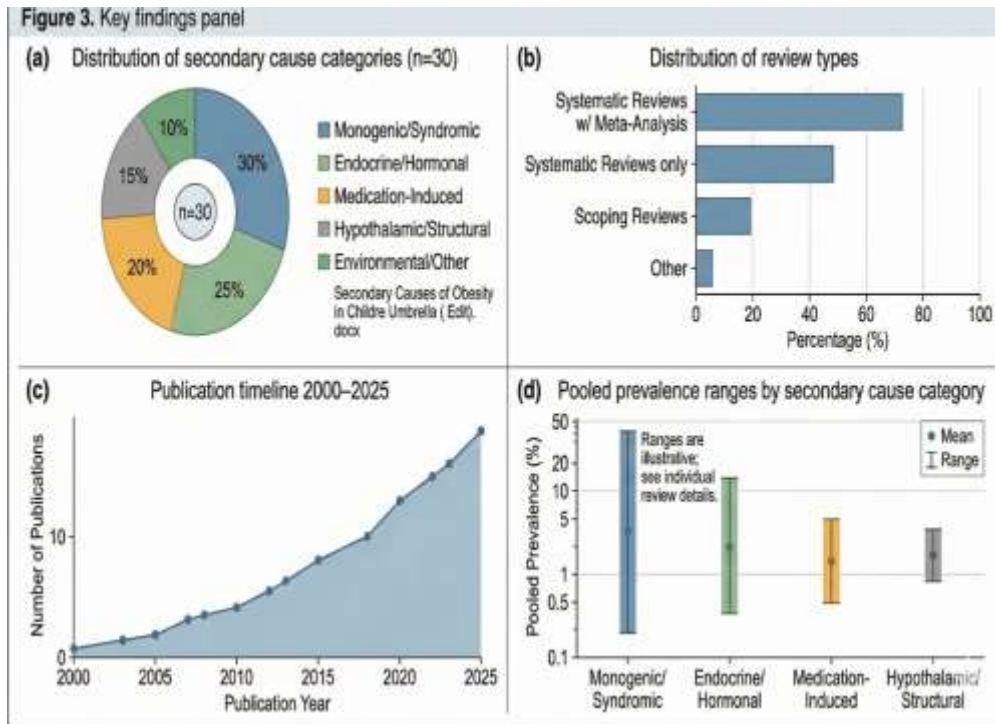 Figure 3. Key findings panel
(a) Distribution of secondary cause categories (n=30)
10%
30%
15%
n=30
20%
25%
Monogenic/Syndromic
Endocrine/Hormonal
Medication-Induced
Hypothalamic/Structural
Environmental/Other
Secondary Causes of Obesity
in Childre Umbrella ( Edit).
docx
(b) Distribution of review types
Systematic Reviews
w/ Meta-Analysis
Systematic Reviews only
Scoping Reviews
Other
0 20 40 60 80 100
Percentage (%)
(c) Publication timeline 2000–2025
Number of Publications
10
0
2000 2005 2010 2015 2020 2025
Publication Year
(d) Pooled prevalence ranges by secondary cause category
Pooled Prevalence (%)
50
20
10
5
1
0.5
0.1
Ranges are
illustrative;
see individual
review details.
Mean
Range
Monogenic/
Syndromic
Endocrine/
Hormonal
Medication-
Induced
Hypothalamic/
Structural